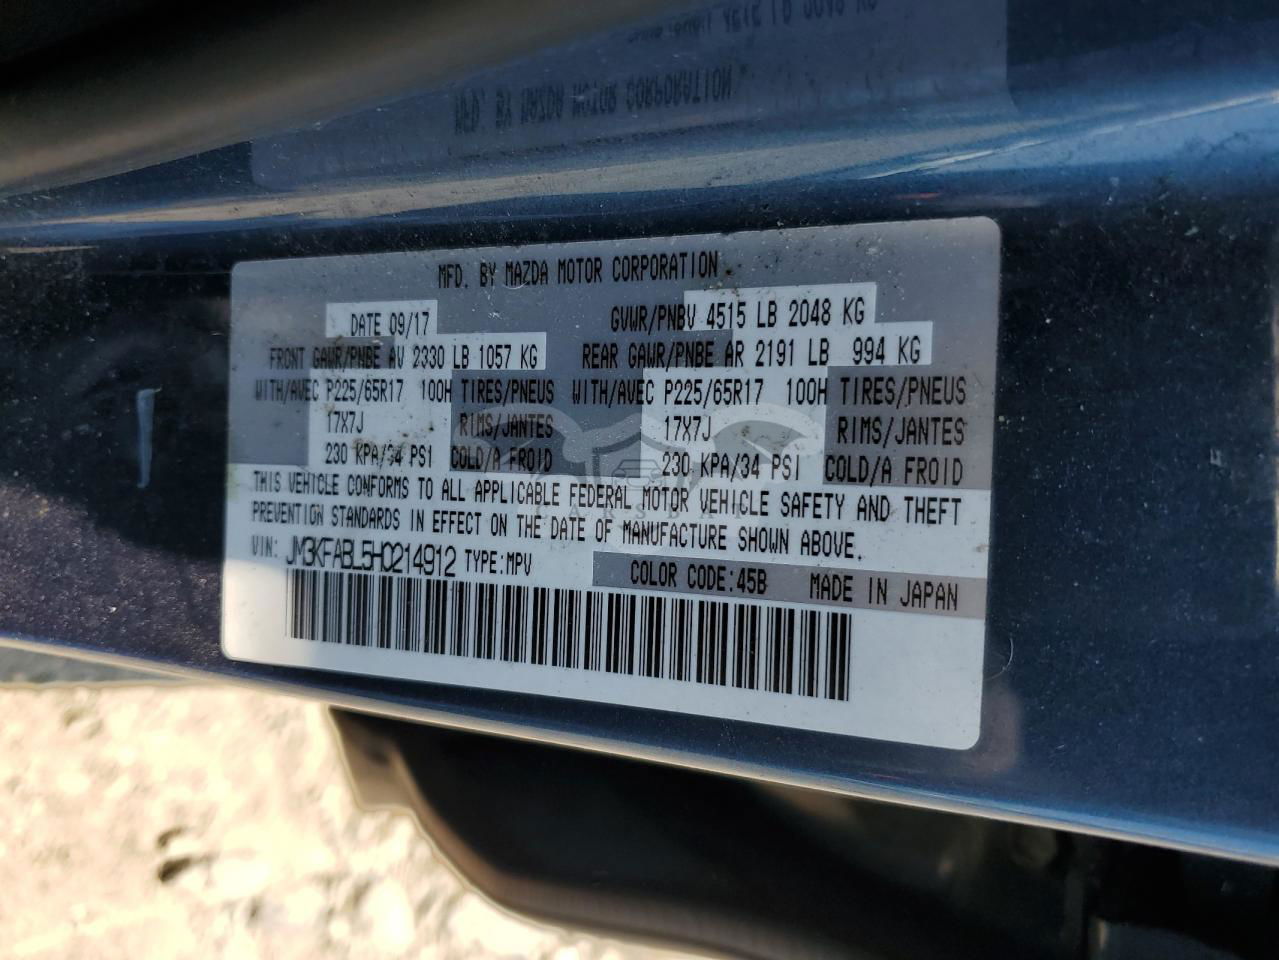 MFD. BY MAZDA MOTOR CORPORATION
DATE 09/17 GVWR/PNBV 4515 LB 2048 KG
FRONT GAWR/PNBE AV 2330 LB 1057 KG REAR GAWR/PNBE AR 2191 LB 994 KG
WITH/AVEC P225/65R17 100H TIRES/PNEUS WITH/AVEC P225/65R17 100H TIRES/PNEUS
17X7J RIMS/JANTES 17X7J RIMS/JANTES
230 KPA/34 PSI COLD/A FROID 230 KPA/34 PSI COLD/A FROID
THIS VEHICLE CONFORMS TO ALL APPLICABLE FEDERAL MOTOR VEHICLE SAFETY AND THEFT
PREVENTION STANDARDS IN EFFECT ON THE DATE OF MANUFACTURE SHOWN ABOVE.
VIN: JM3KFABL5H0214912 TYPE:MPV
COLOR CODE:45B MADE IN JAPAN